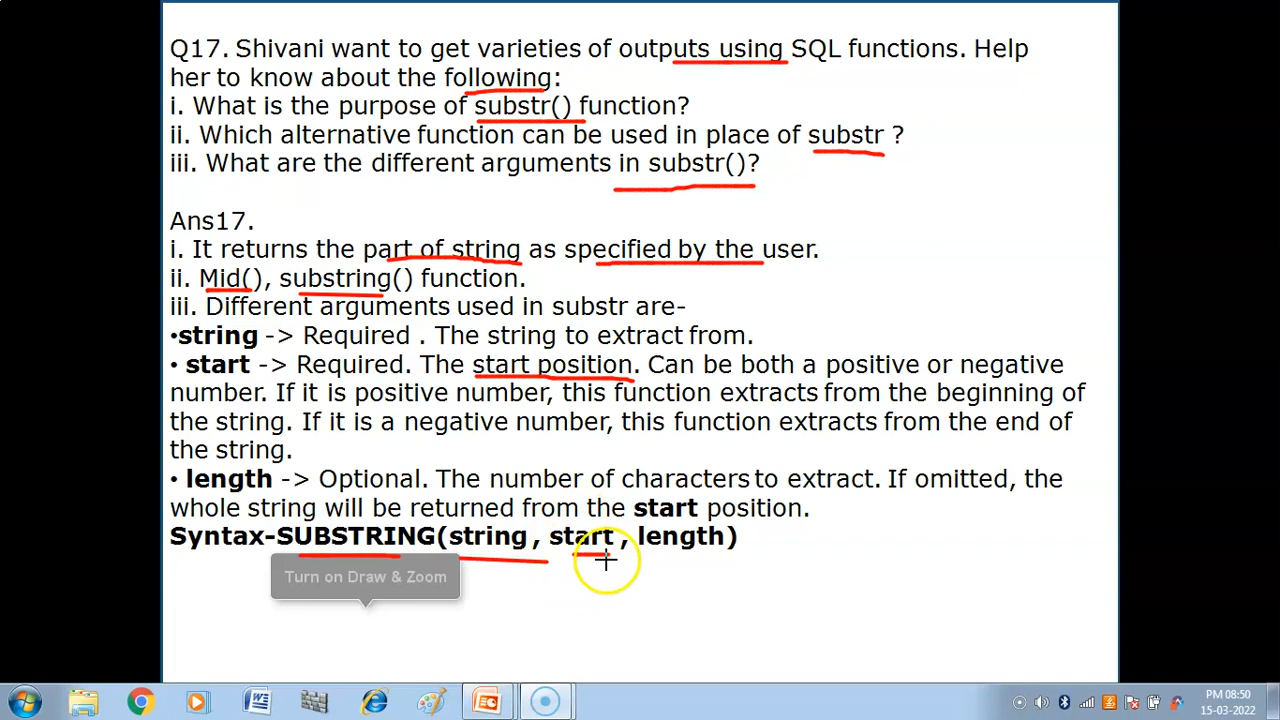 Q17. Shivani want to get varieties of outputs using SQL functions. Help
her to know about the following:
i. What is the purpose of substr() function?
ii. Which alternative function can be used in place of substr ?
iii. What are the different arguments in substr()?
Ans17.
i. It returns the part of string as specified by the user.
ii. Mid(), substring() function.
iii. Different arguments used in substr are-
•string -> Required . The string to extract from.
• start -> Required. The start position. Can be both a positive or negative
number. If it is positive number, this function extracts from the beginning of
the string. If it is a negative number, this function extracts from the end of
the string.
• length -> Optional. The number of characters to extract. If omitted, the
whole string will be returned from the start position.
Syntax-SUBSTRING(string , start , length)
Turn on Draw & Zoom
PM 08:50
15-03-2022